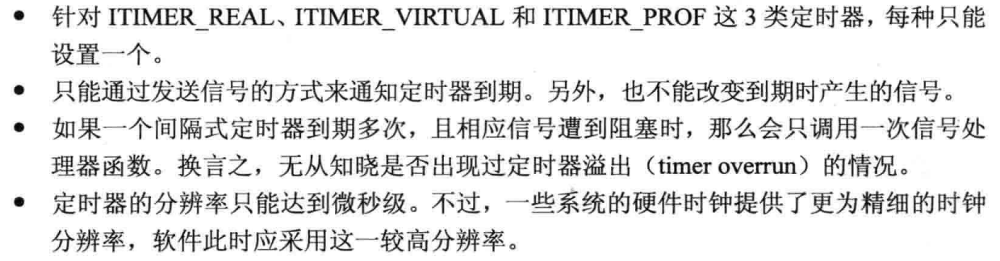 • 针对 ITIMER_REAL、ITIMER_VIRTUAL 和 ITIMER_PROF 这 3 类定时器，每种只能
设置一个。
• 只能通过发送信号的方式来通知定时器到期。另外，也不能改变到期时产生的信号。
• 如果一个间隔式定时器到期多次，且相应信号遭到阻塞时，那么会只调用一次信号处
理器函数。换言之，无从知晓是否出现过定时器溢出（timer overrun）的情况。
• 定时器的分辨率只能达到微秒级。不过，一些系统的硬件时钟提供了更为精细的时钟
分辨率，软件此时应采用这一较高分辨率。